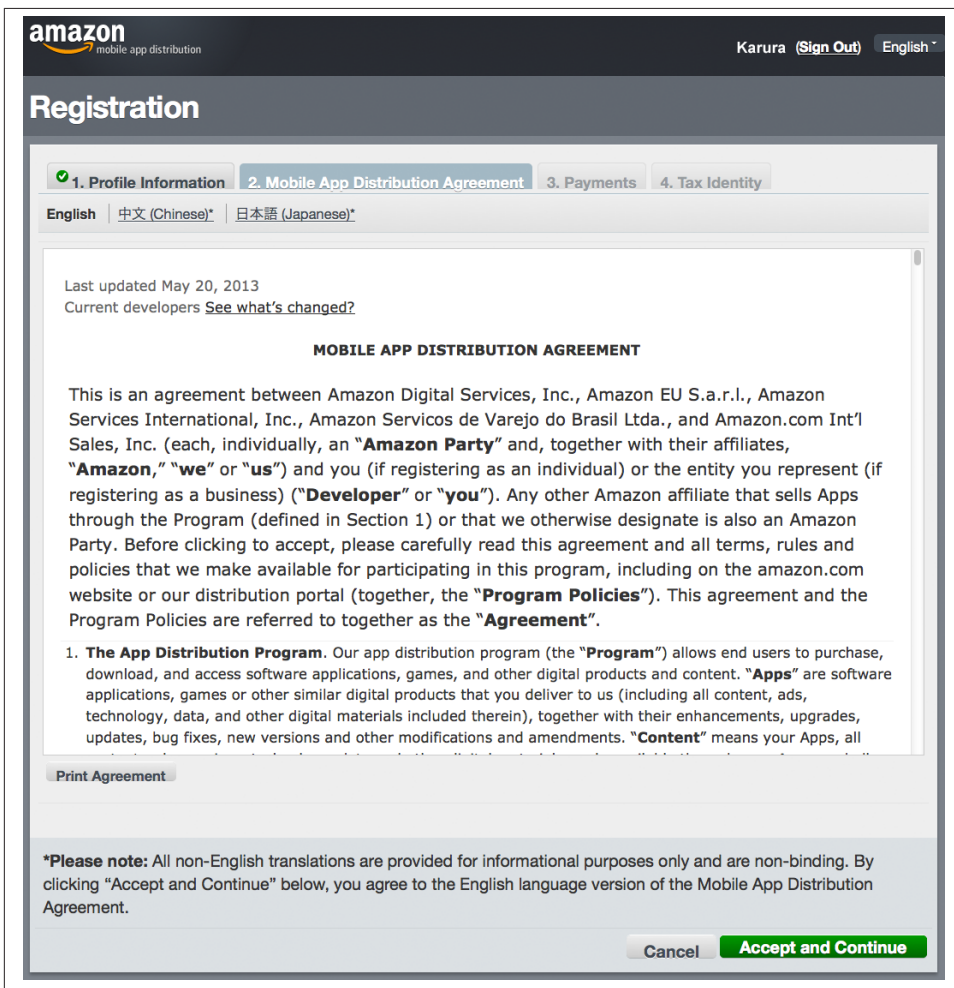 amazon
mobile app distribution
Karura (Sign Out) English
Registration
1. Profile Information 2. Mobile App Distribution Agreement 3. Payments 4. Tax Identity
English 中文 (Chinese)* 日本語 (Japanese)*
Last updated May 20, 2013
Current developers See what's changed?
MOBILE APP DISTRIBUTION AGREEMENT
This is an agreement between Amazon Digital Services, Inc., Amazon EU S.a.r.l., Amazon
Services International, Inc., Amazon Servicos de Varejo do Brasil Ltda., and Amazon.com Int'l
Sales, Inc. (each, individually, an “Amazon Party” and, together with their affiliates,
“Amazon,” “we” or “us”) and you (if registering as an individual) or the entity you represent (if
registering as a business) (“Developer” or “you”). Any other Amazon affiliate that sells Apps
through the Program (defined in Section 1) or that we otherwise designate is also an Amazon
Party. Before clicking to accept, please carefully read this agreement and all terms, rules and
policies that we make available for participating in this program, including on the amazon.com
website or our distribution portal (together, the “Program Policies”). This agreement and the
Program Policies are referred to together as the “Agreement”.
1. The App Distribution Program. Our app distribution program (the “Program”) allows end users to purchase,
download, and access software applications, games, and other digital products and content. “Apps” are software
applications, games or other similar digital products that you deliver to us (including all content, ads,
technology, data, and other digital materials included therein), together with their enhancements, upgrades,
updates, bug fixes, new versions and other modifications and amendments. “Content” means your Apps, all
Print Agreement
*Please note: All non-English translations are provided for informational purposes only and are non-binding. By
clicking “Accept and Continue” below, you agree to the English language version of the Mobile App Distribution
Agreement.
Cancel Accept and Continue